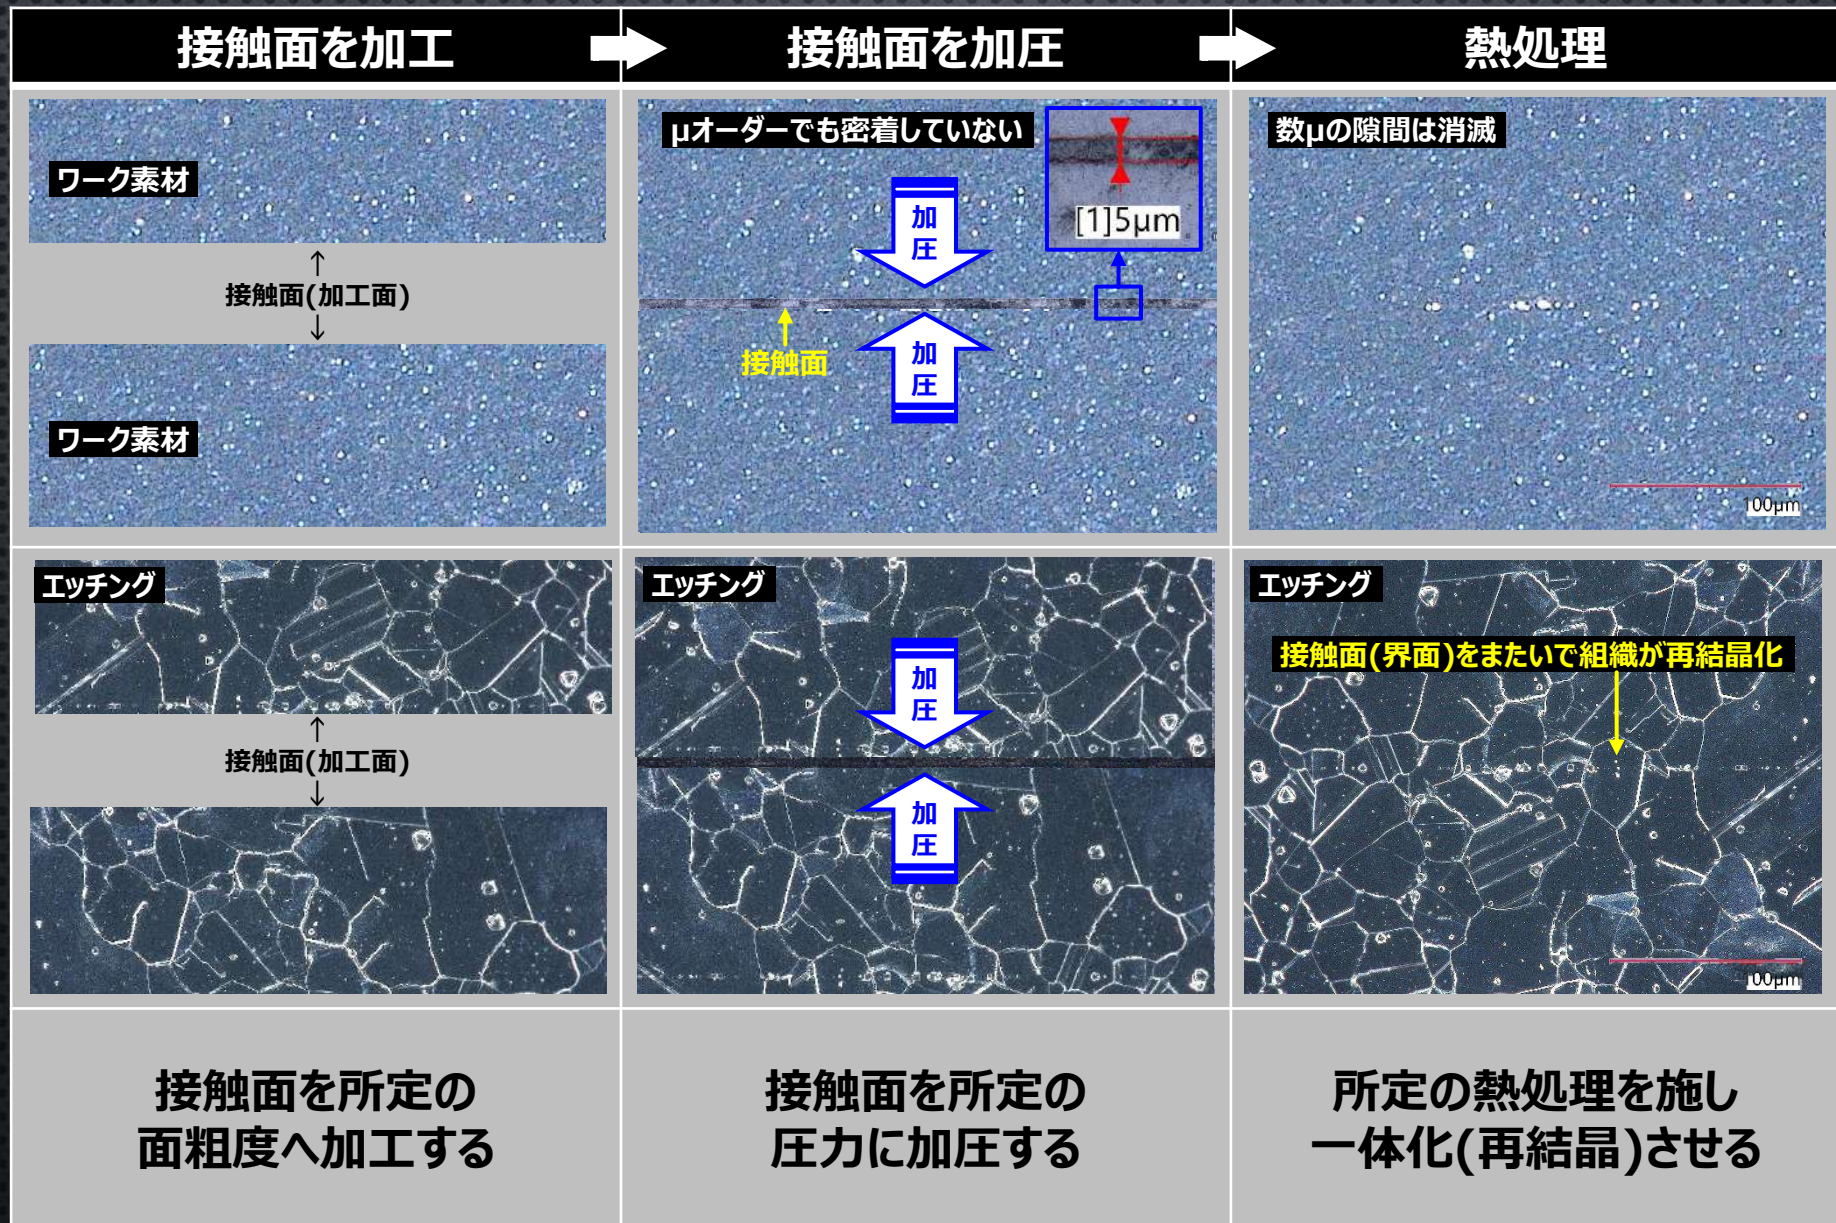 接触面を加工
接触面を加圧
熱処理
ワーク素材
↑
接触面(加工面)
↓
ワーク素材
μオーダーでも密着していない
[1]5μm
加
圧
接触面
加
圧
数μの隙間は消滅
100μm
エッチング
↑
接触面(加工面)
↓
エッチング
加
圧
加
圧
エッチング
接触面(界面)をまたいで組織が再結晶化
100μm
接触面を所定の
面粗度へ加工する
接触面を所定の
圧力に加圧する
所定の熱処理を施し
一体化(再結晶)させる